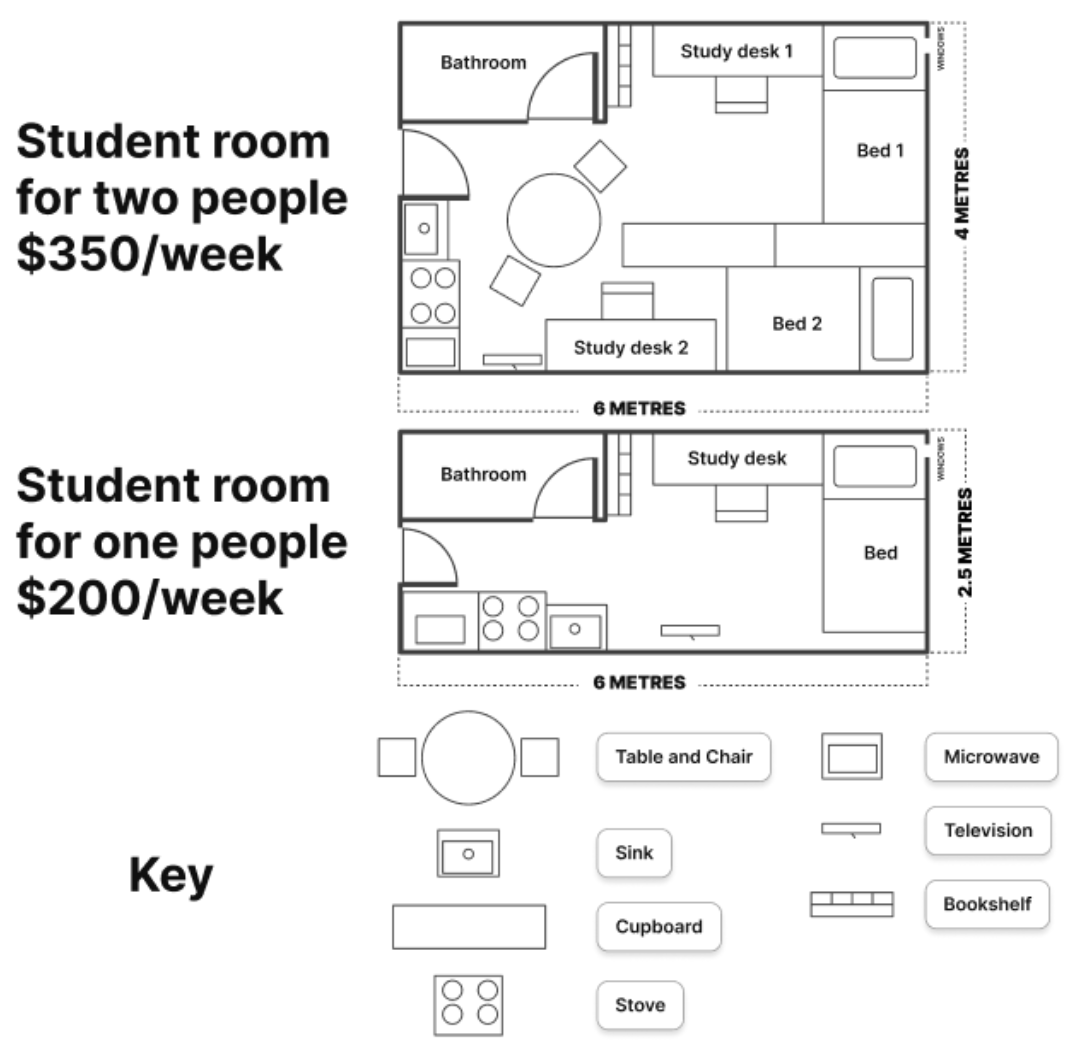 Student room
for two people
$350/week
Bathroom
Study desk 1
WINDOWS
Bed 1
4 METRES
Bed 2
Study desk 2
6 METRES
Student room
for one people
$200/week
Bathroom
Study desk
WINDOWS
Bed
2.5 METRES
6 METRES
Key
Table and Chair
Microwave
Sink
Television
Cupboard
Bookshelf
Stove